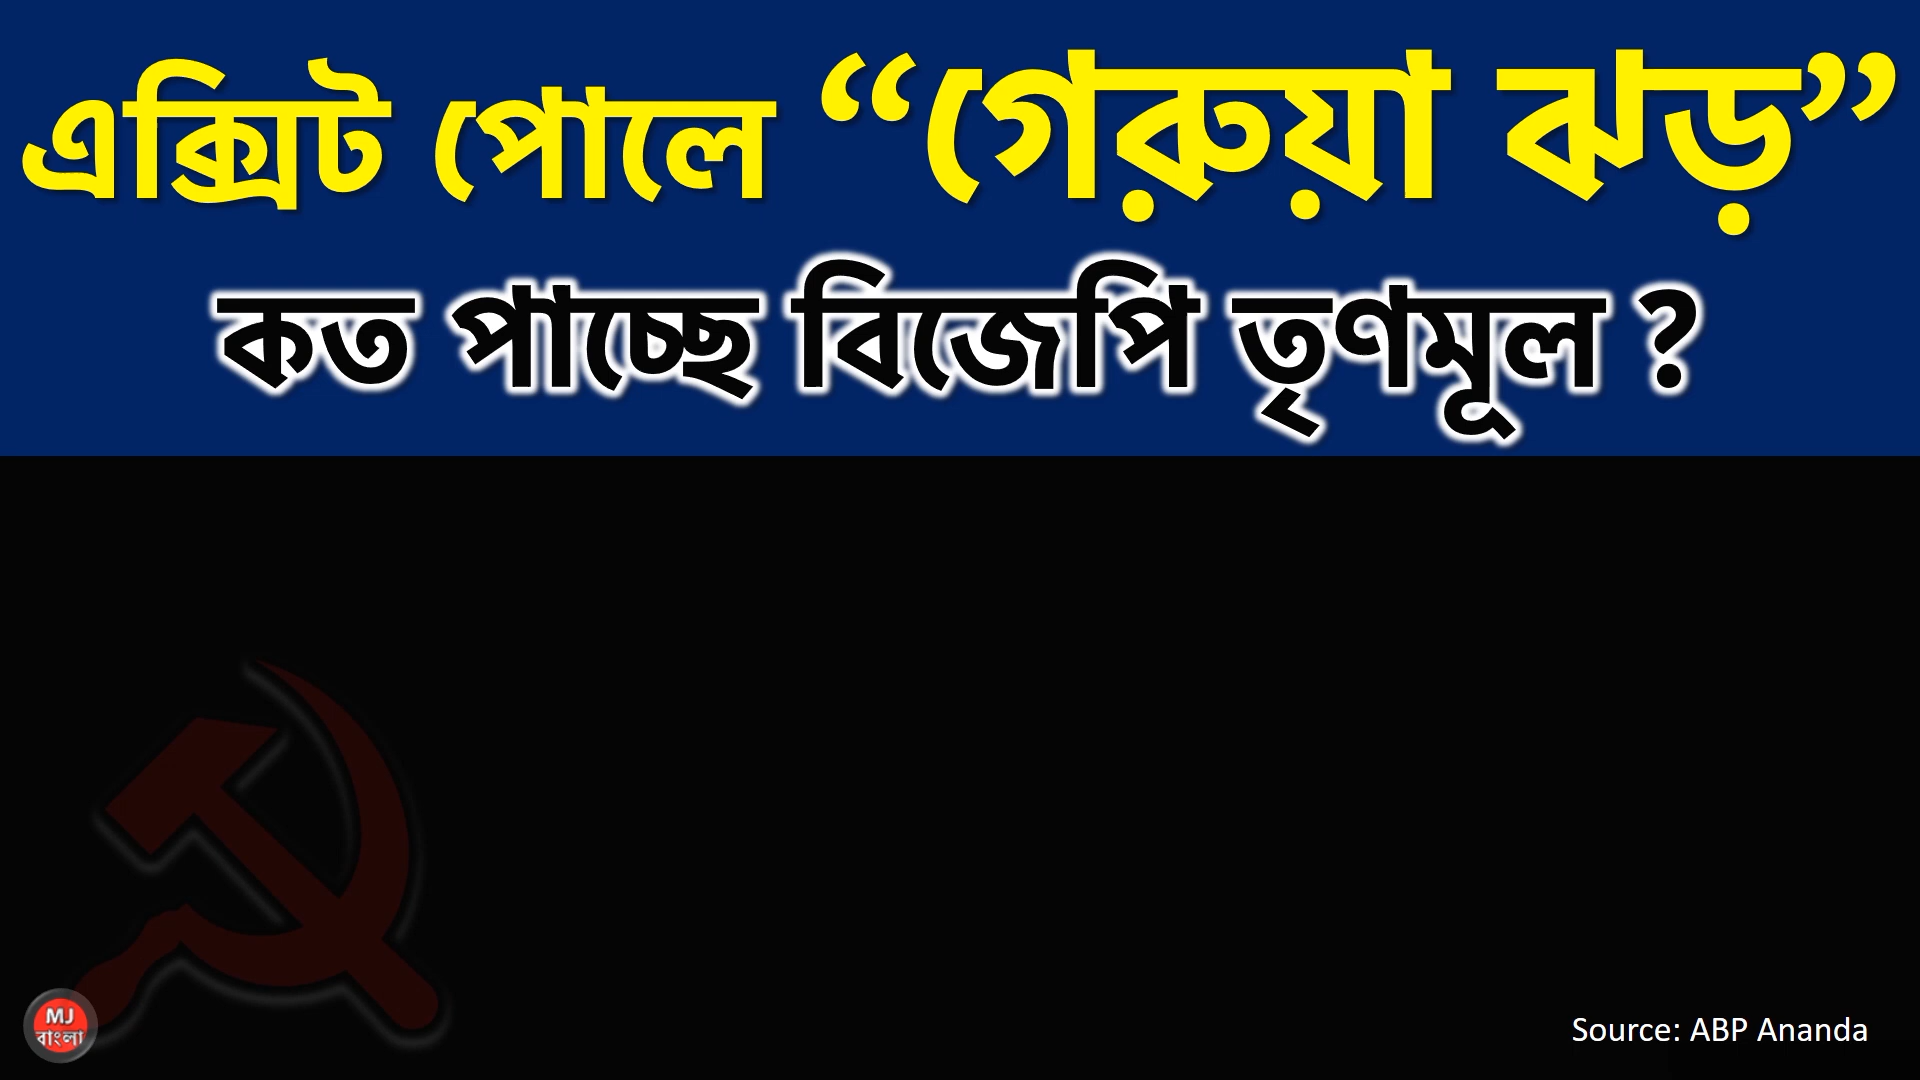 এক্সিট পোলে “গেরুয়া ঝড়”
কত পাচ্ছে বিজেপি তৃণমূল ?
MJ
বাংলা
Source: ABP Ananda